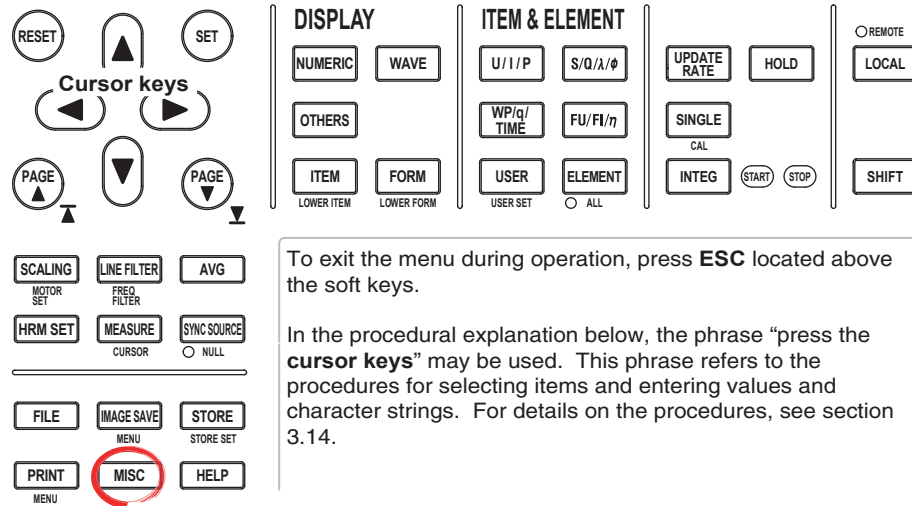 RESET
SET
Cursor keys
PAGE
PAGE
DISPLAY
NUMERIC
WAVE
OTHERS
ITEM
FORM
LOWER ITEM
LOWER FORM
ITEM & ELEMENT
U / I / P
S/Q/λ/φ
WP/q/
TIME
FU/FI/η
USER
ELEMENT
USER SET
ALL
UPDATE
RATE
HOLD
SINGLE
CAL
INTEG
START
STOP
REMOTE
LOCAL
SHIFT
SCALING
LINE FILTER
AVG
MOTOR
SET
FREQ
FILTER
HRM SET
MEASURE
SYNC SOURCE
CURSOR
NULL
FILE
IMAGE SAVE
STORE
MENU
STORE SET
PRINT
MISC
HELP
MENU
To exit the menu during operation, press ESC located above
the soft keys.
In the procedural explanation below, the phrase “press the
cursor keys” may be used. This phrase refers to the
procedures for selecting items and entering values and
character strings. For details on the procedures, see section
3.14.